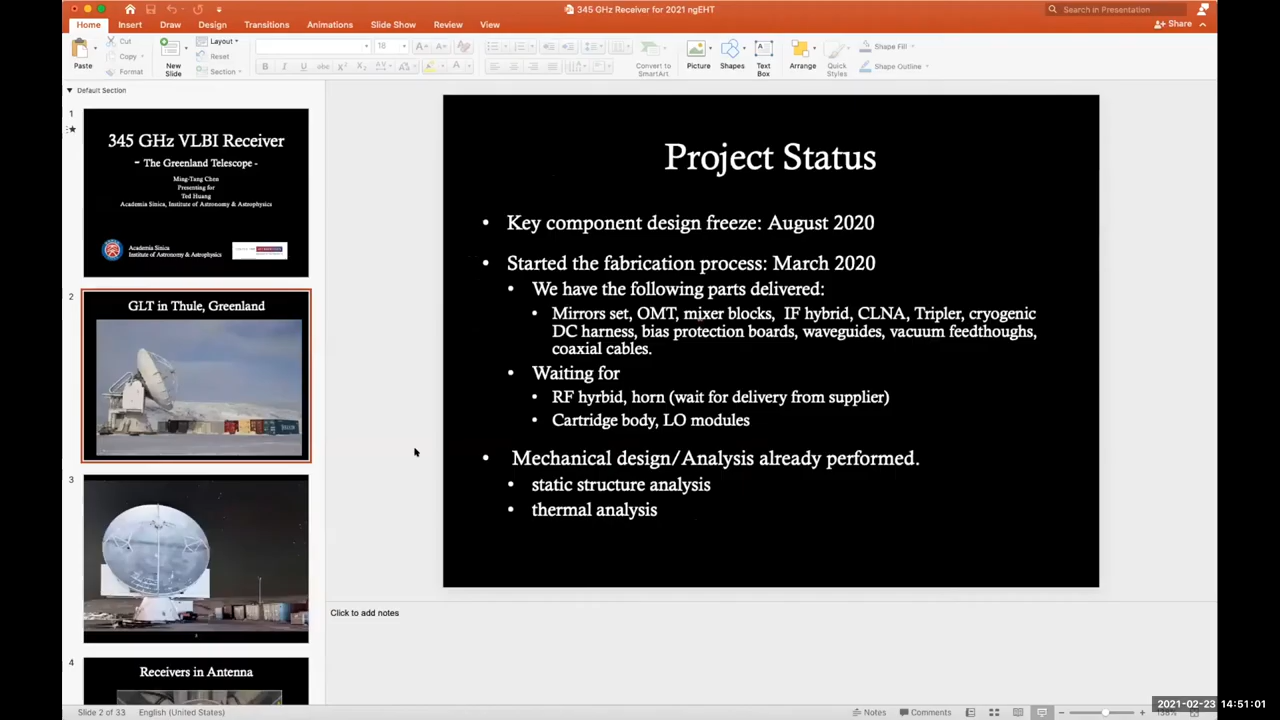 345 GHz Receiver for 2021 ngEHT
Search in Presentation
Home Insert Draw Design Transitions Animations Slide Show Review View
Share
Paste
Cut
Copy
Format
New Slide
Layout
Reset
Section
18
Convert to SmartArt
Picture
Shapes
Text Box
Arrange
Quick Styles
Shape Fill
Shape Outline
Default Section
1
345 GHz VLBI Receiver
- The Greenland Telescope -
Ming-Tang Chen
Presenting for
Ted Huang
Academia Sinica, Institute of Astronomy & Astrophysics
Academia Sinica
Institute of Astronomy & Astrophysics
2
GLT in Thule, Greenland
3
4
Receivers in Antenna
Project Status
• Key component design freeze: August 2020
• Started the fabrication process: March 2020
• We have the following parts delivered:
• Mirrors set, OMT, mixer blocks, IF hybrid, CLNA, Tripler, cryogenic
DC harness, bias protection boards, waveguides, vacuum feedthoughs,
coaxial cables.
• Waiting for
• RF hyrbid, horn (wait for delivery from supplier)
• Cartridge body, LO modules
• Mechanical design/Analysis already performed.
• static structure analysis
• thermal analysis
Click to add notes
Slide 2 of 33 English (United States)
Notes Comments
2021-02-23 14:51:01